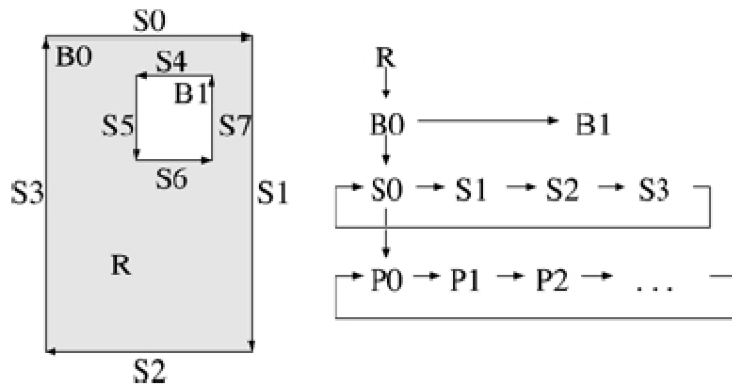 S0
B0
S4
B1
S5
S7
S6
S3
S1
R
S2
R
B0 B1
S0 S1 S2 S3
P0 P1 P2 ...